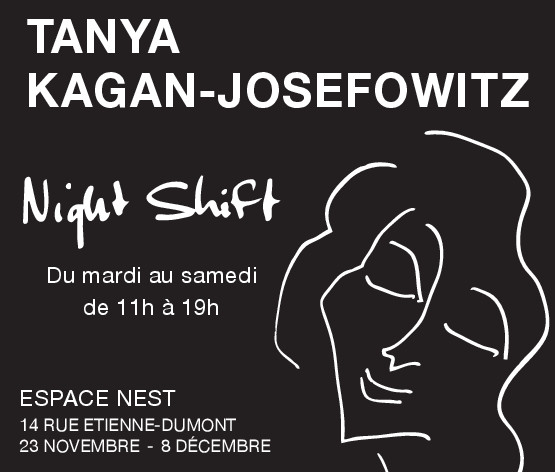 TANYA
KAGAN-JOSEFOWITZ
Night Shift
Du mardi au samedi
de 11h à 19h
ESPACE NEST
14 RUE ETIENNE-DUMONT
23 NOVEMBRE - 8 DÉCEMBRE